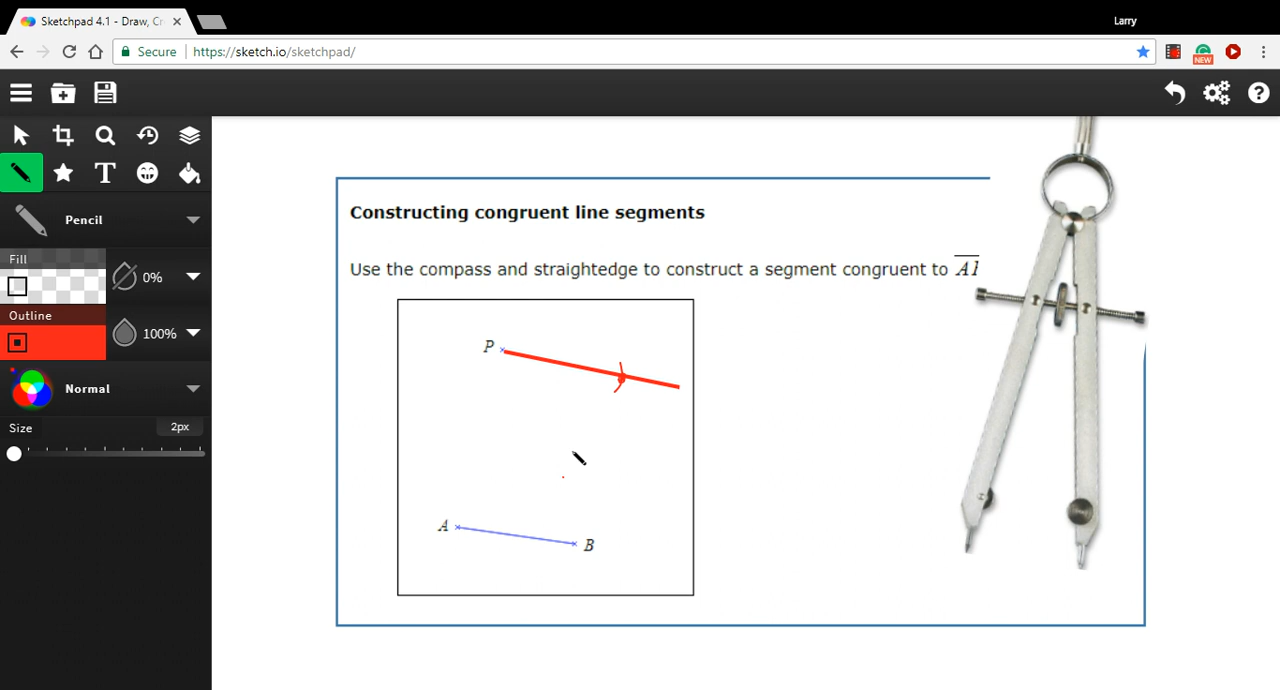 Larry
Sketchpad 4.1 - Draw, Cr
Secure https://sketch.io/sketchpad/
NEW
Pencil
Fill
0%
Outline
100%
Normal
Size 2px
Constructing congruent line segments
Use the compass and straightedge to construct a segment congruent to
P
A
B